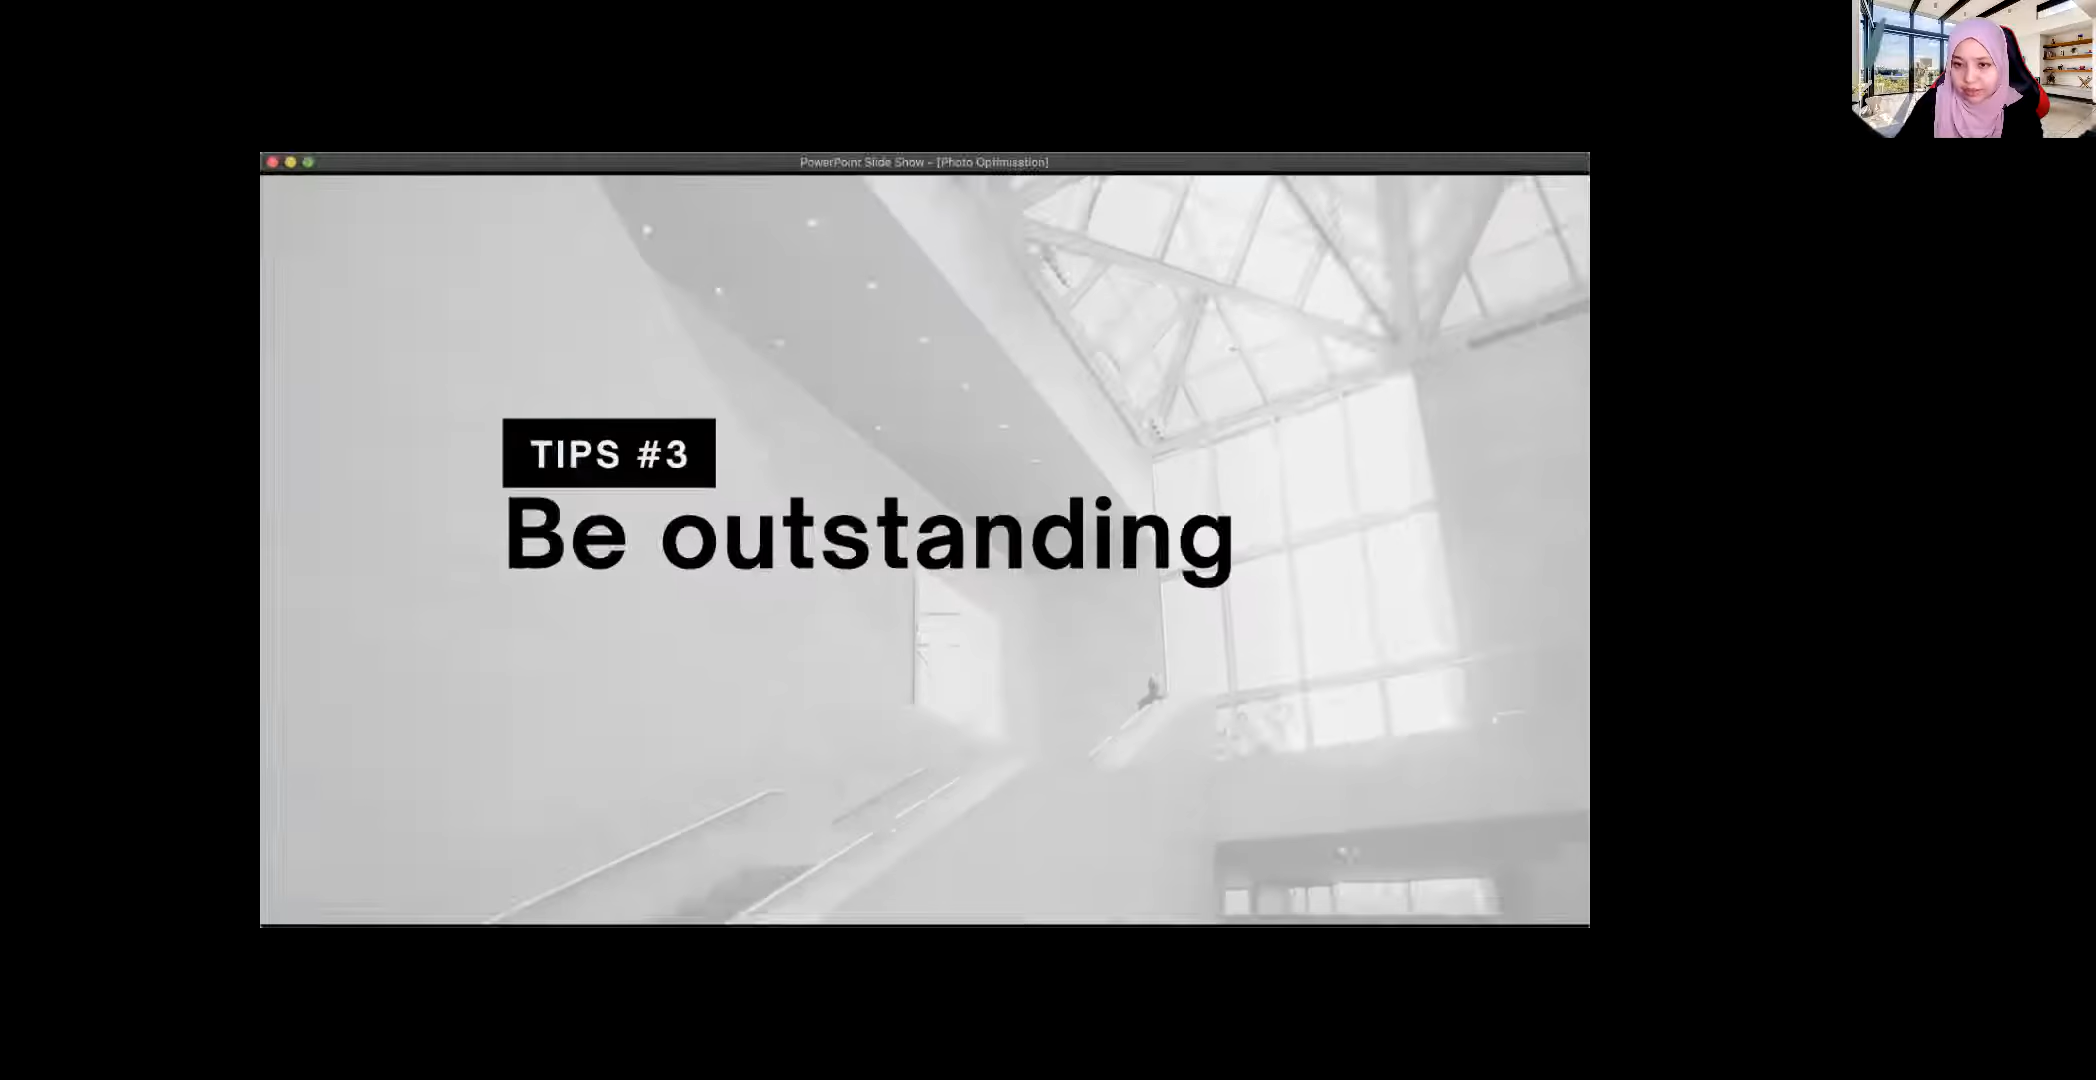 PowerPoint Slide Show - [Photo Optimisation]
TIPS #3
Be outstanding